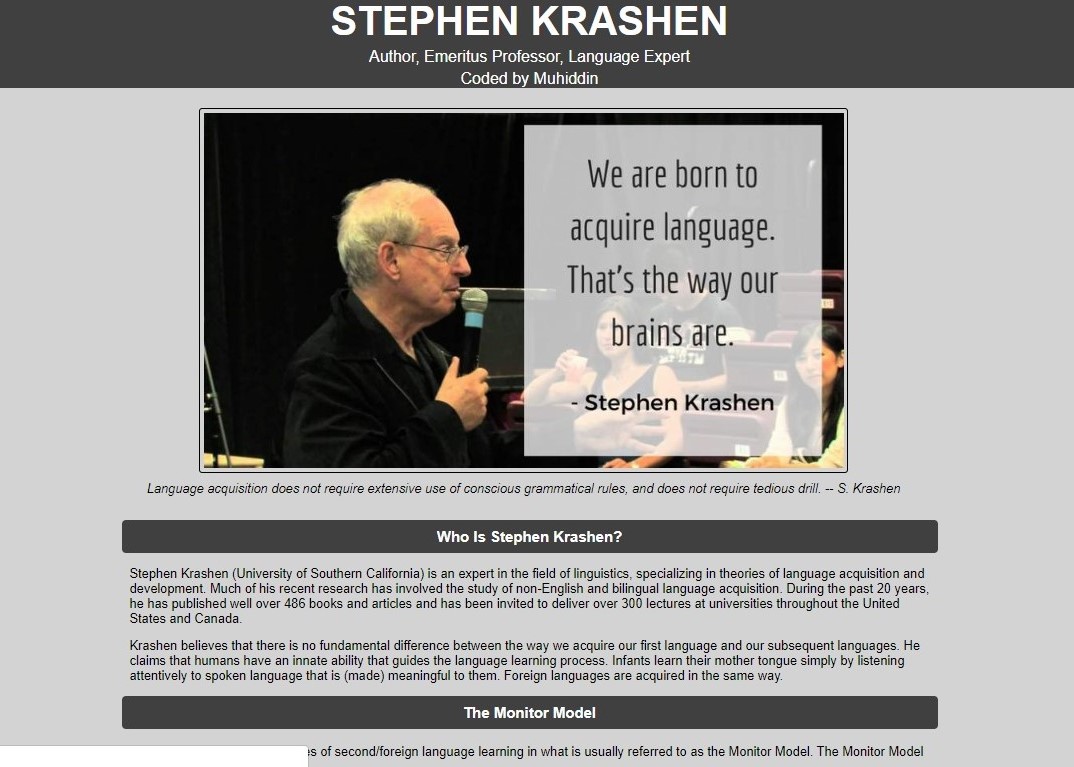 STEPHEN KRASHEN
Author, Emeritus Professor, Language Expert
Coded by Muhiddin
We are born to
acquire language.
That's the way our
brains are.
- Stephen Krashen
Language acquisition does not require extensive use of conscious grammatical rules, and does not require tedious drill. -- S. Krashen
Who Is Stephen Krashen?
Stephen Krashen (University of Southern California) is an expert in the field of linguistics, specializing in theories of language acquisition and
development. Much of his recent research has involved the study of non-English and bilingual language acquisition. During the past 20 years,
he has published well over 486 books and articles and has been invited to deliver over 300 lectures at universities throughout the United
States and Canada.
Krashen believes that there is no fundamental difference between the way we acquire our first language and our subsequent languages. He
claims that humans have an innate ability that guides the language learning process. Infants learn their mother tongue simply by listening
attentively to spoken language that is (made) meaningful to them. Foreign languages are acquired in the same way.
The Monitor Model
of second/foreign language learning in what is usually referred to as the Monitor Model. The Monitor Model